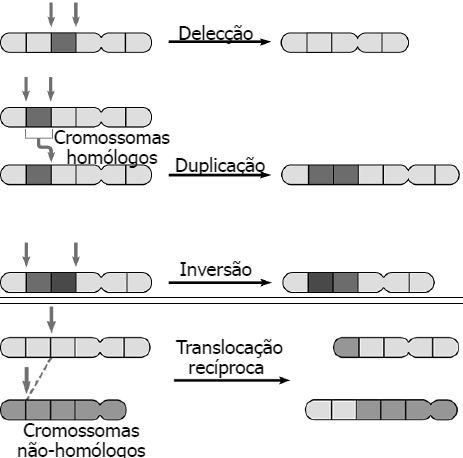 Delecção
Cromossomas
homólogos
Duplicação
Inversão
Translocação
recíproca
Cromossomas
não-homólogos